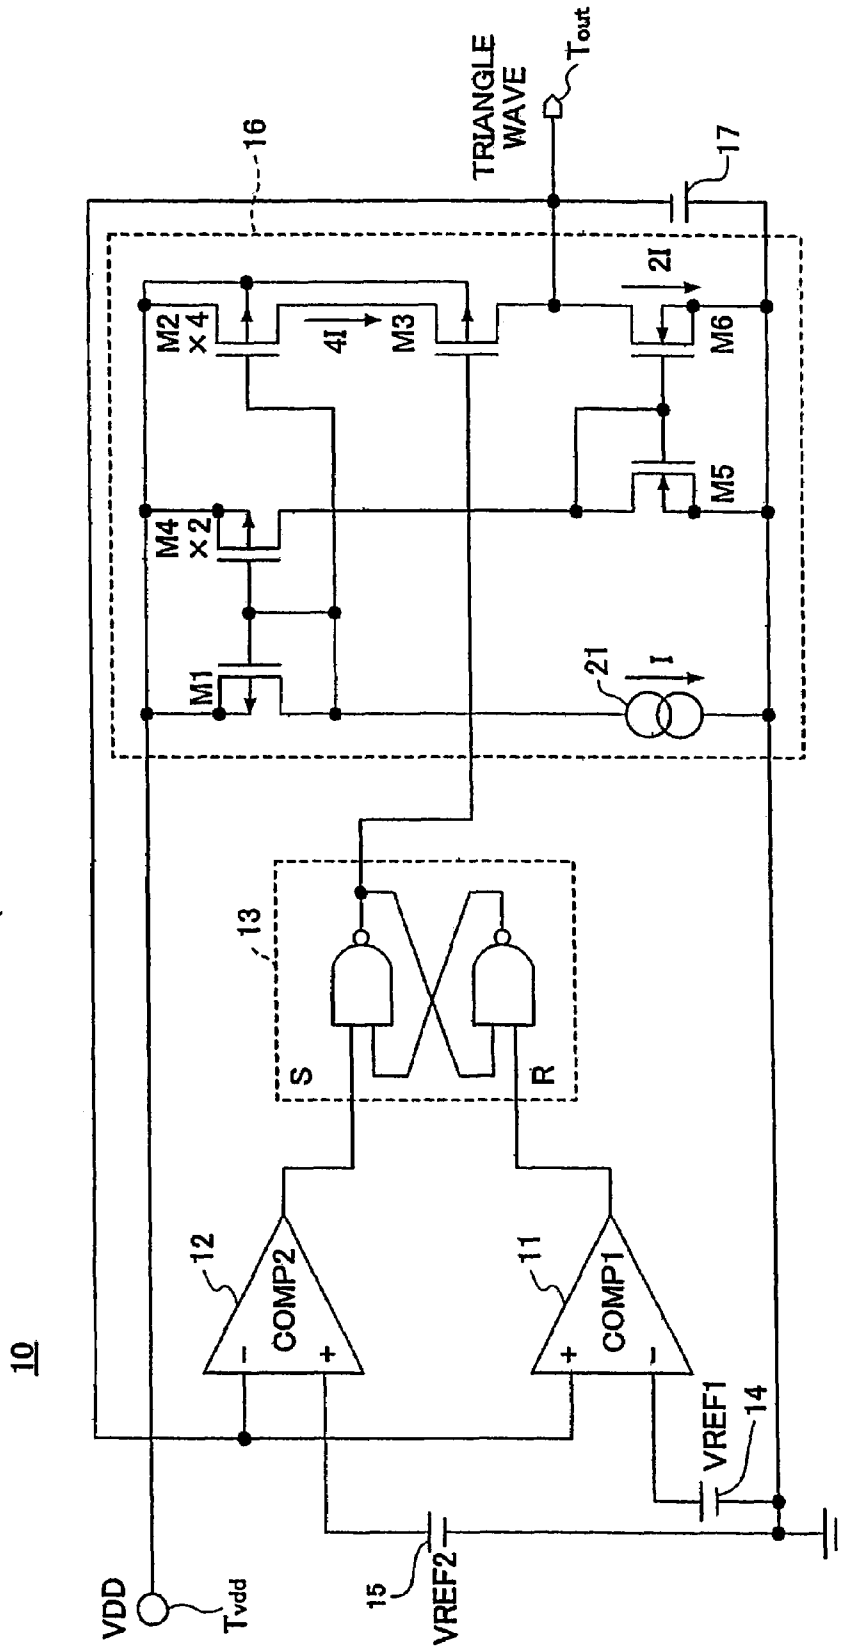 10
VDD
Tvdd
15
VREF2
VREF1
14
12
COMP2
-
+
11
COMP1
+
-
13
S
R
16
M1
M4
×2
M2
×4
4I
M3
21
I
M5
M6
2I
17
TRIANGLE
WAVE
Tout